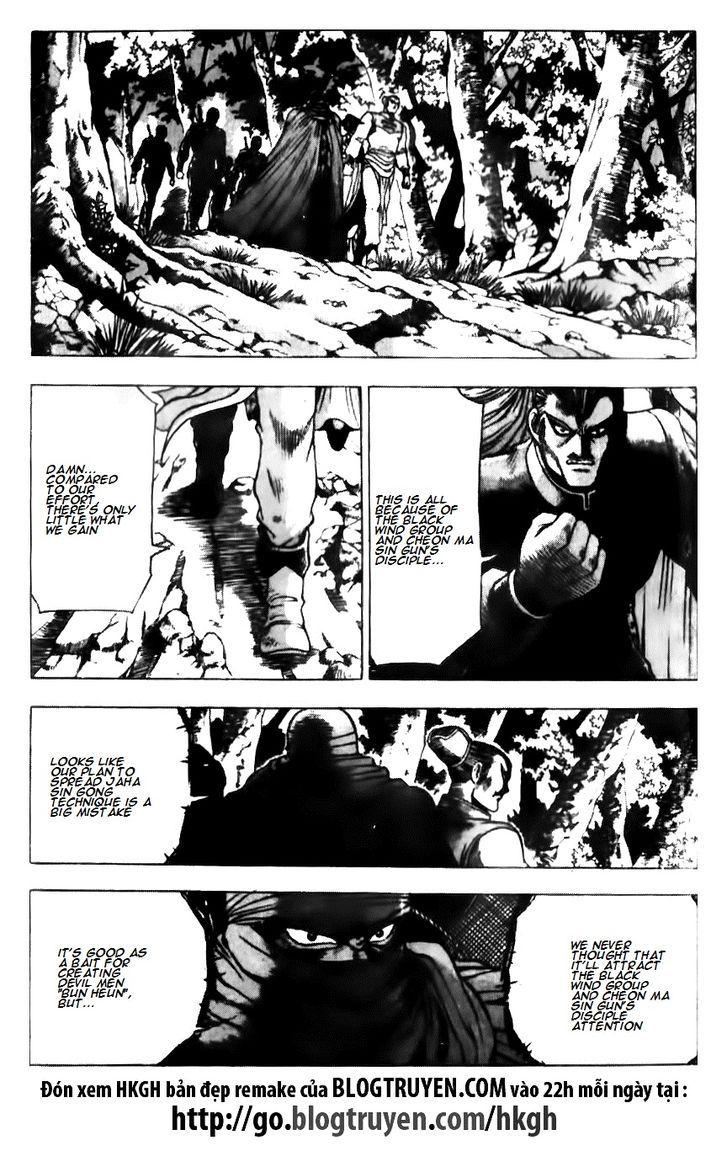 DAMN...
COMPARED
TO OUR
EFFORT,
THERE'S ONLY
LITTLE WHAT
WE GAIN
THIS IS ALL
BECAUSE OF
THE BLACK
WIND GROUP
AND CHEON MA
SIN GUN'S
DISCIPLE...
LOOKS LIKE
OUR PLAN TO
SPREAD JAHA
SIN GONG
TECHNIQUE IS A
BIG MISTAKE
IT'S GOOD AS
A BAIT FOR
CREATING
DEVIL MEN
"BUN HEUN",
BUT...
WE NEVER
THOUGHT THAT
IT'LL ATTRACT
THE BLACK
WIND GROUP
AND CHEON MA
SIN GUN'S
DISCIPLE
ATTENTION
Đón xem HKGH bản đẹp remake của BLOGTRUYEN.COM vào 22h mỗi ngày tại :
http://go.blogtruyen.com/hkgh